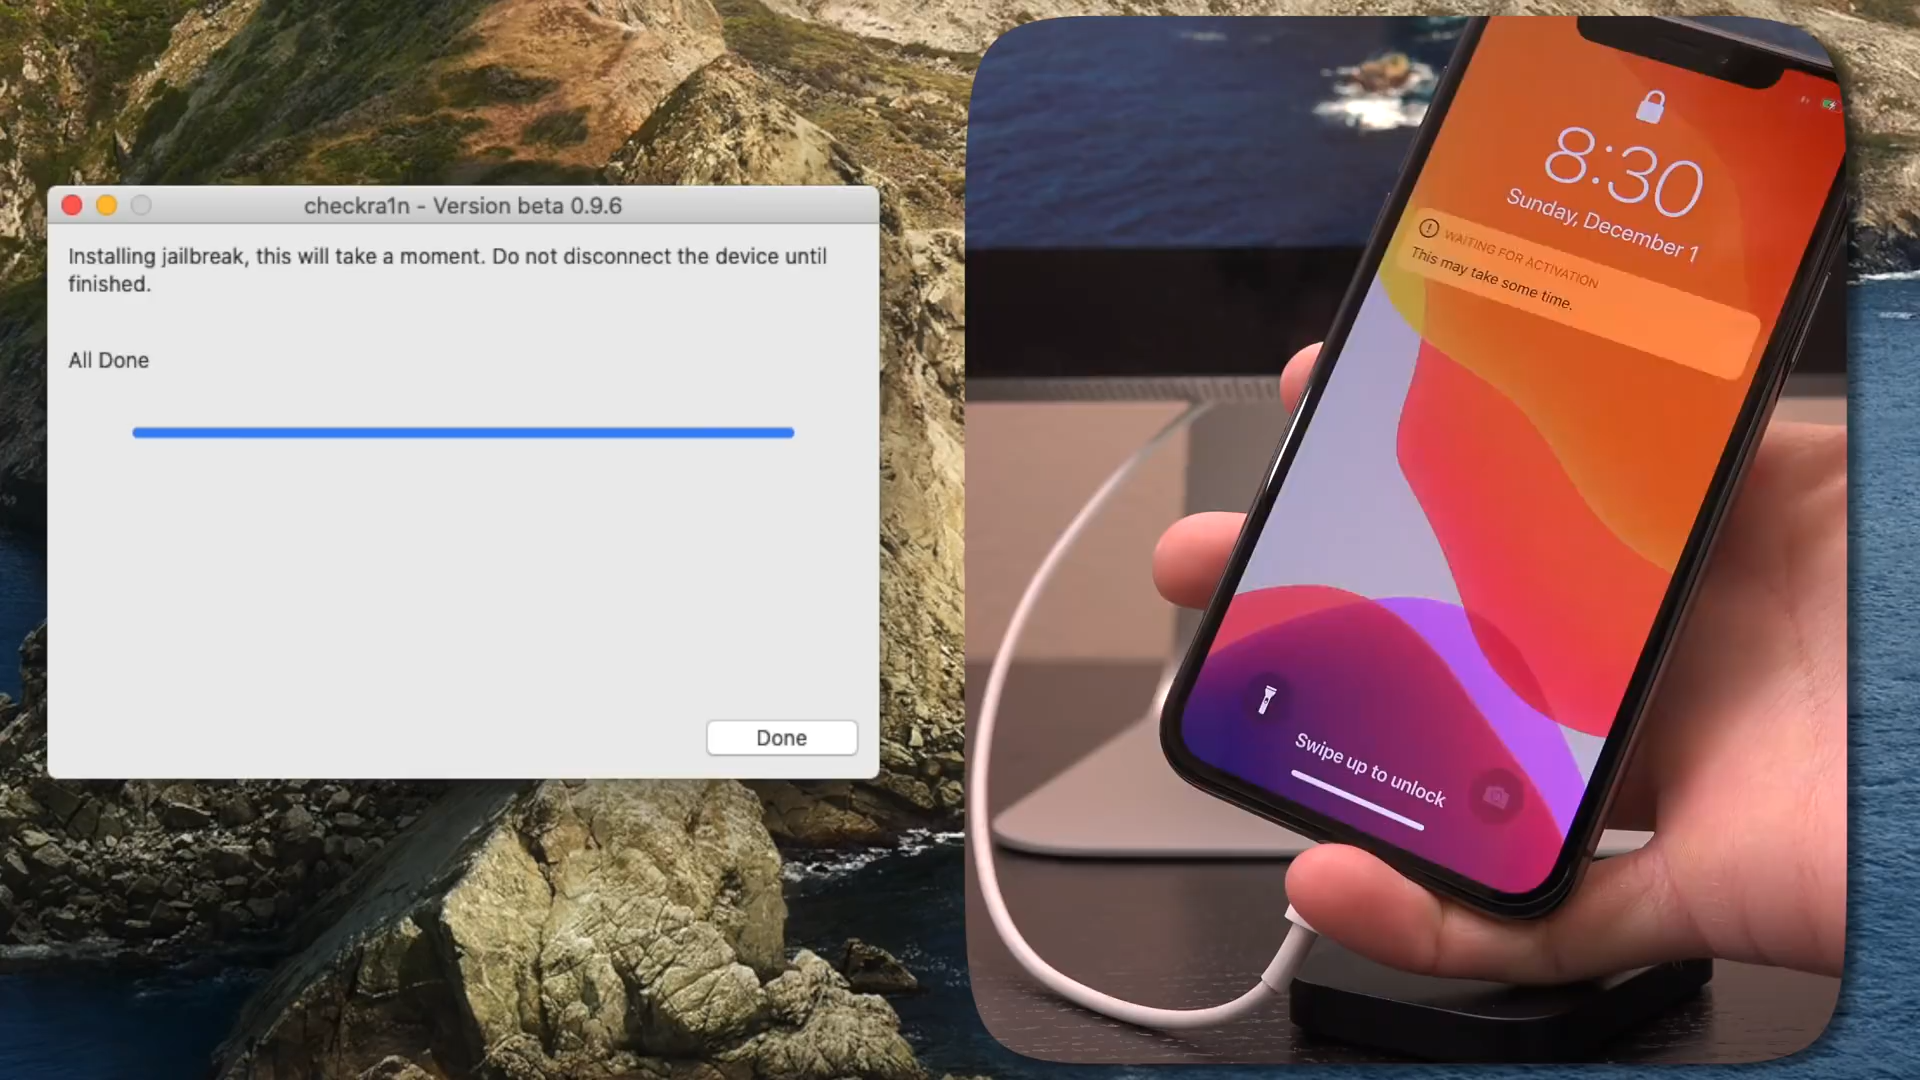 checkra1n - Version beta 0.9.6
Installing jailbreak, this will take a moment. Do not disconnect the device until
finished.
All Done
Done
8:30
Sunday, December 1
WAITING FOR ACTIVATION
This may take some time.
Swipe up to unlock